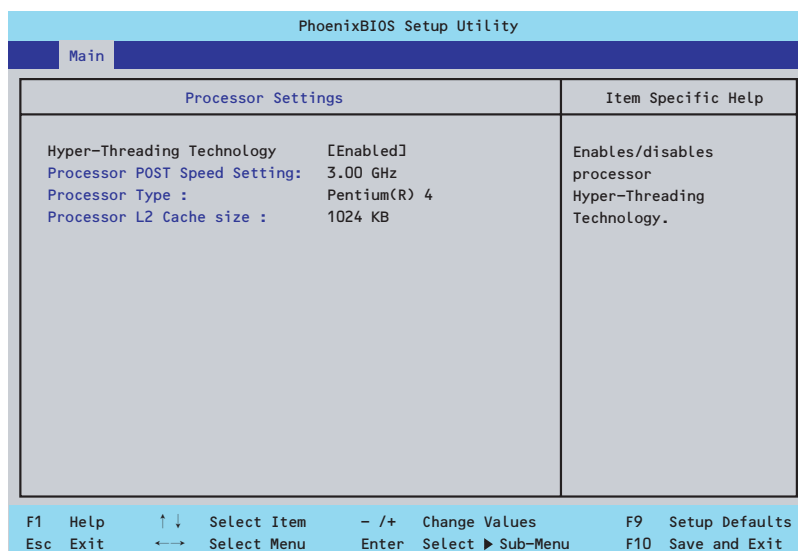 PhoenixBIOS Setup Utility
Main
Processor Settings
Item Specific Help
Hyper-Threading Technology [Enabled]
Processor POST Speed Setting: 3.00 GHz
Processor Type : Pentium(R) 4
Processor L2 Cache size : 1024 KB
Enables/disables
processor
Hyper-Threading
Technology.
F1 Help ↑↓ Select Item - /+ Change Values F9 Setup Defaults
Esc Exit ←→ Select Menu Enter Select ▶ Sub-Menu F10 Save and Exit